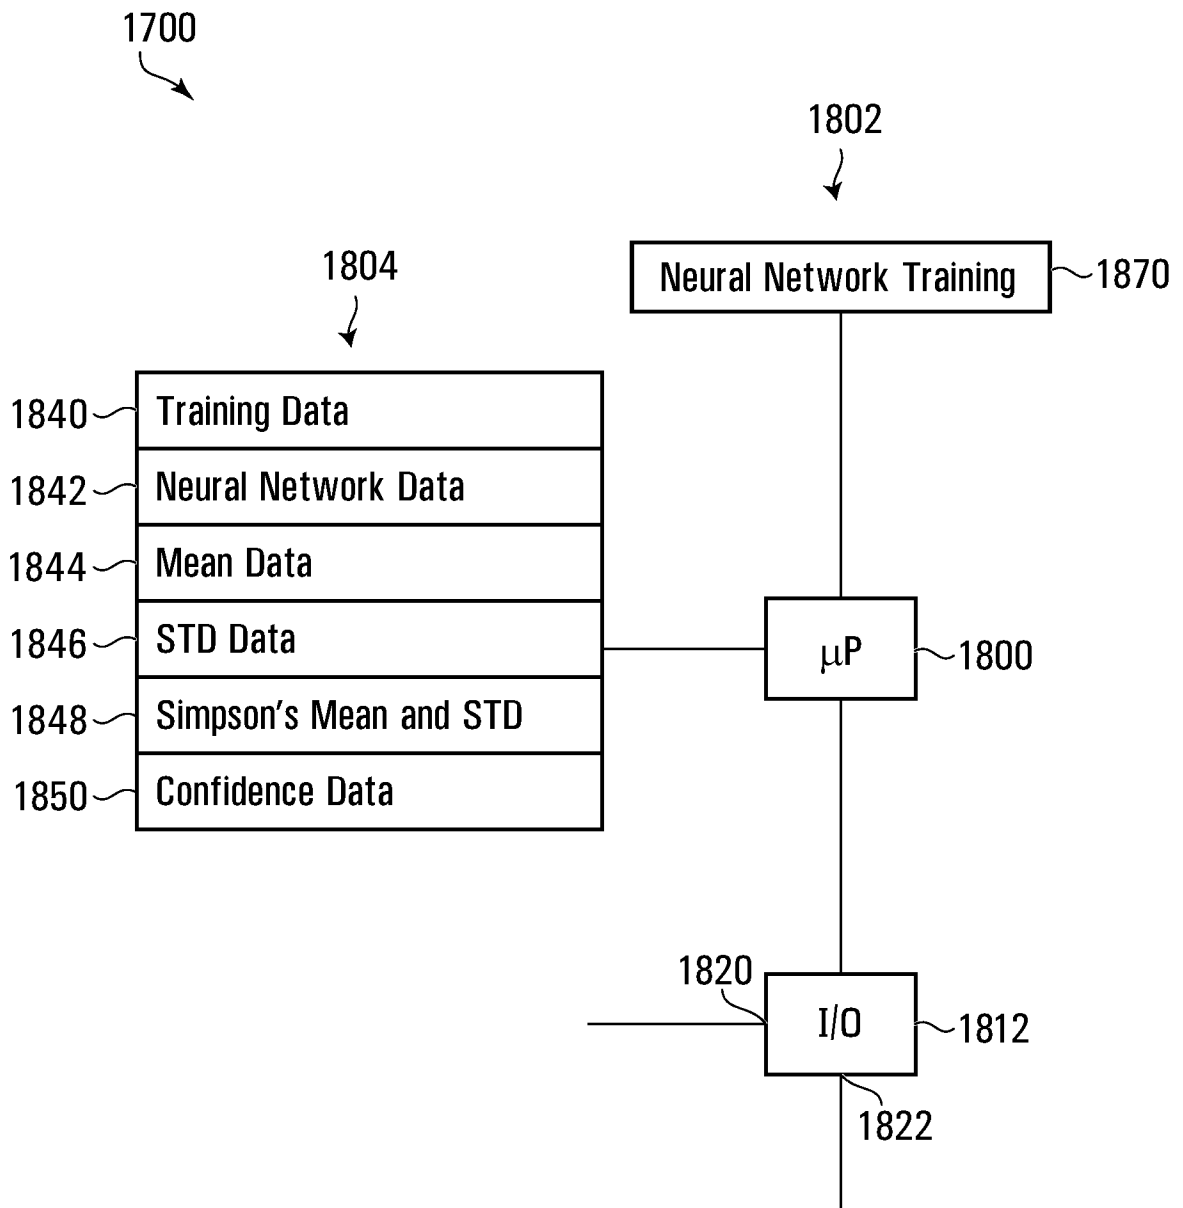 1700
1802
Neural Network Training
1870
1804
1840
Training Data
1842
Neural Network Data
1844
Mean Data
1846
STD Data
1848
Simpson's Mean and STD
1850
Confidence Data
µP
1800
1820
I/O
1812
1822